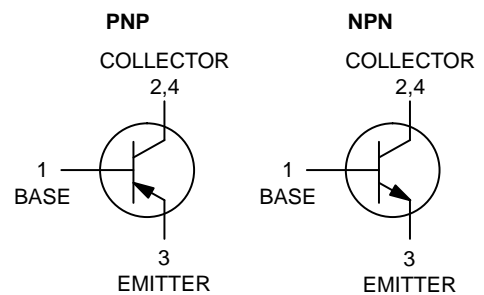 PNP
COLLECTOR
2,4
1
BASE
3
EMITTER
NPN
COLLECTOR
2,4
1
BASE
3
EMITTER